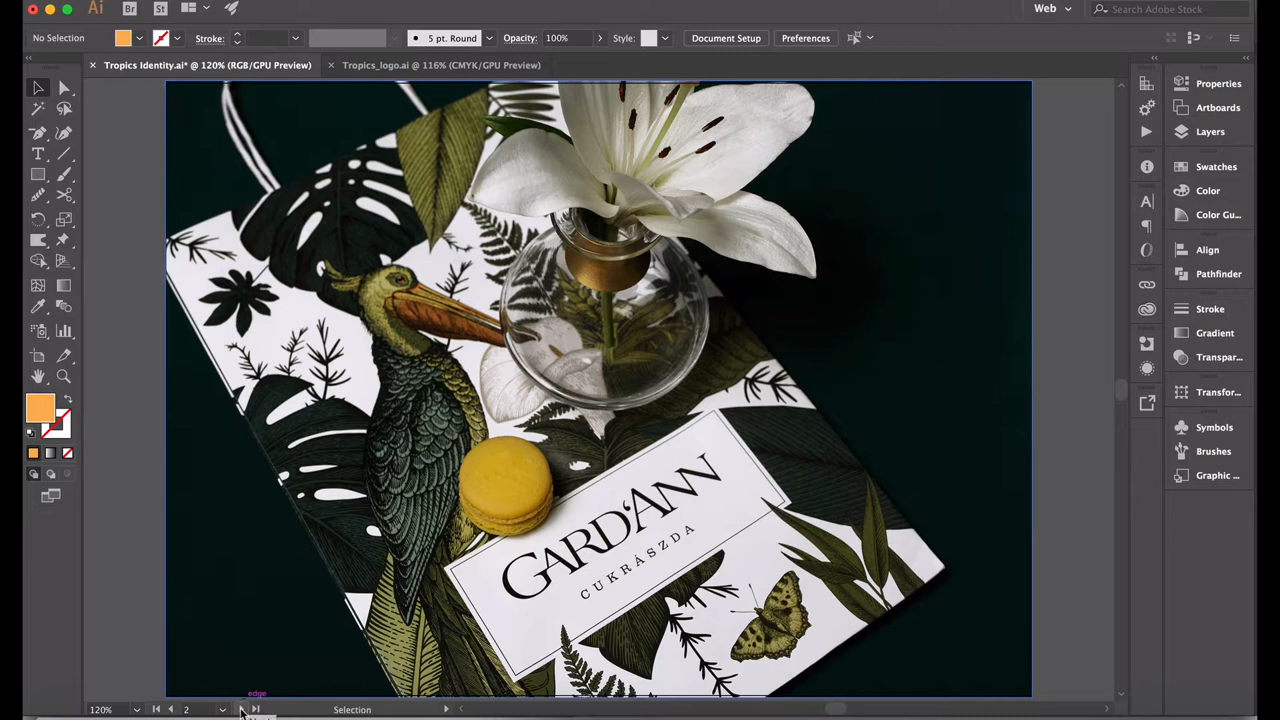 Ai Br St
Web
Search Adobe Stock
No Selection
Stroke:
5 pt. Round
Opacity: 100%
Style:
Document Setup
Preferences
× Tropics Identity.ai* @ 120% (RGB/GPU Preview)
× Tropics_logo.ai @ 116% (CMYK/GPU Preview)
Properties
Artboards
Layers
Swatches
Color
Color Gu...
Align
Pathfinder
Stroke
Gradient
Transpar...
Transfor...
Symbols
Brushes
Graphic ...
GARD'ANN
CUKRÁSZDA
edge
120%
2
Selection